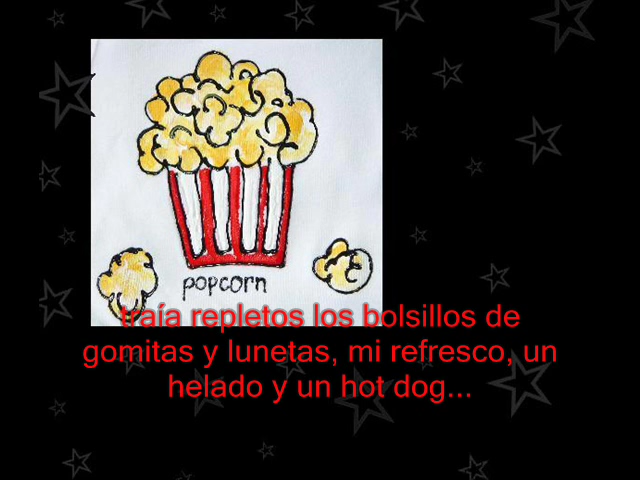 popcorn
traía repletos los bolsillos de
gomitas y lunetas, mi refresco, un
helado y un hot dog...